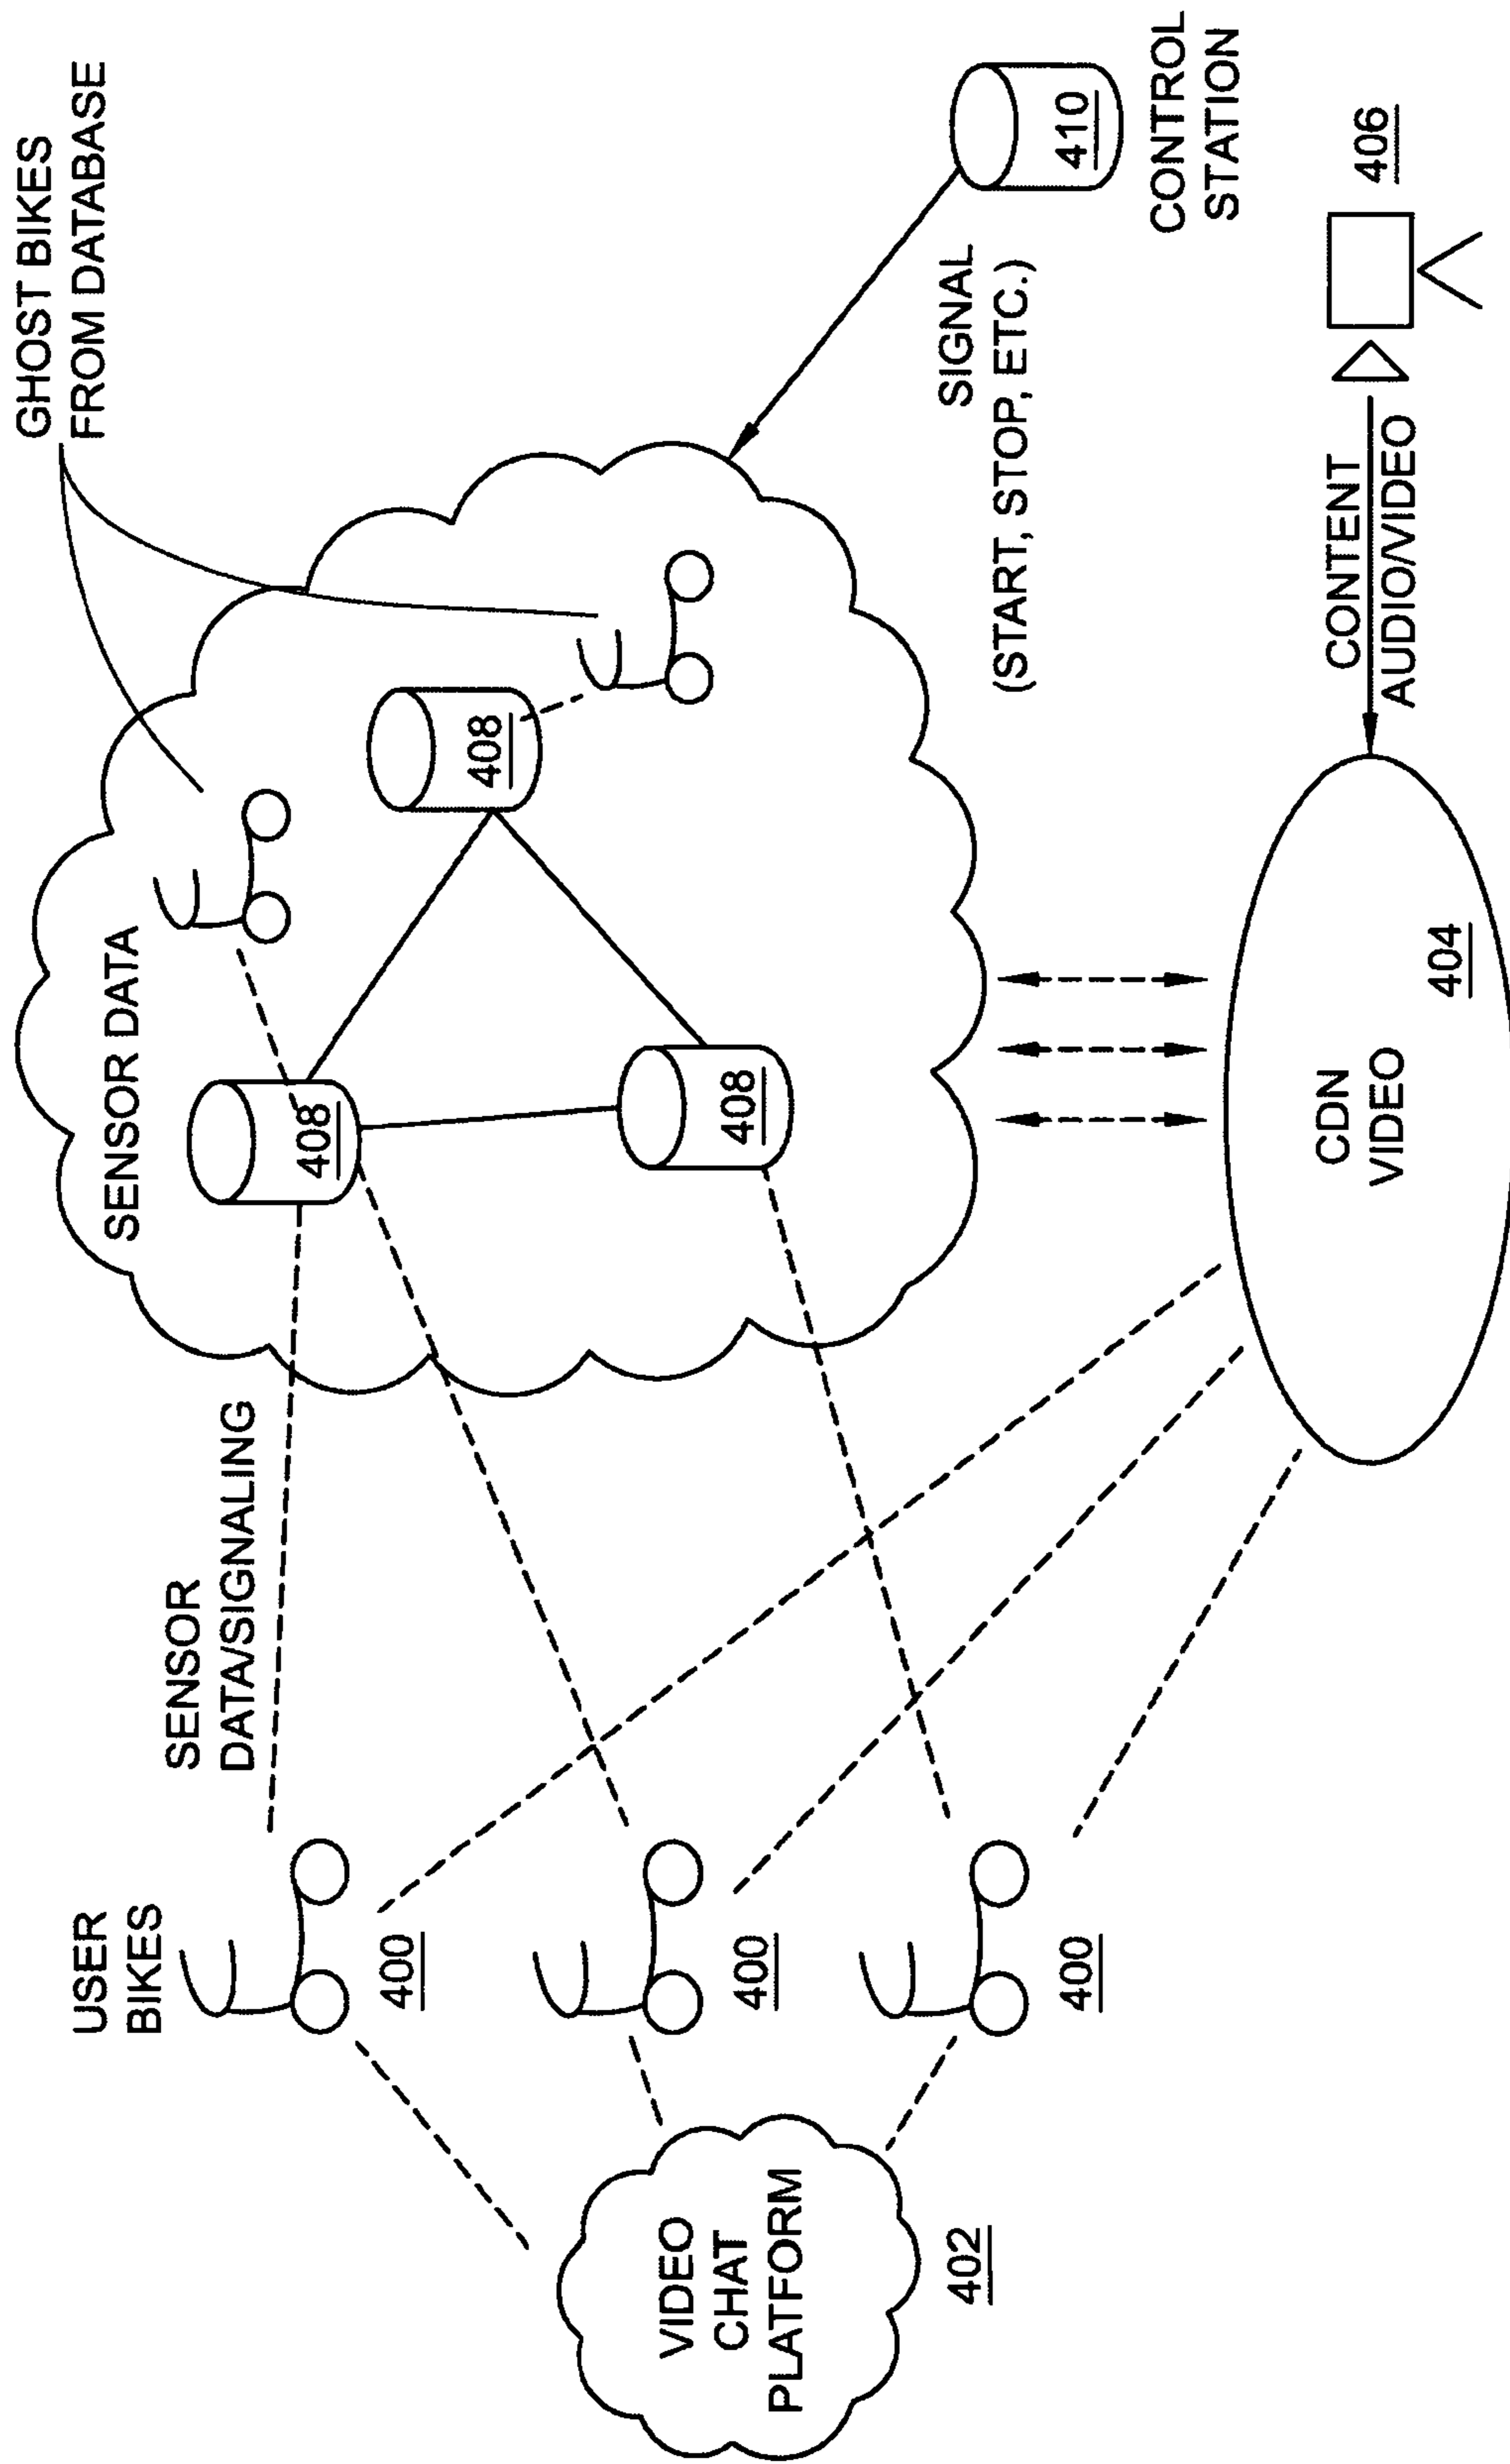 USER
BIKES
400
400
400
VIDEO
CHAT
PLATFORM
402
SENSOR
DATA/SIGNALING
SENSOR DATA
408
408
408
GHOST BIKES
FROM DATABASE
SIGNAL
(START, STOP, ETC.)
410
CONTROL
STATION
CDN
VIDEO
404
CONTENT
AUDIO/VIDEO
406